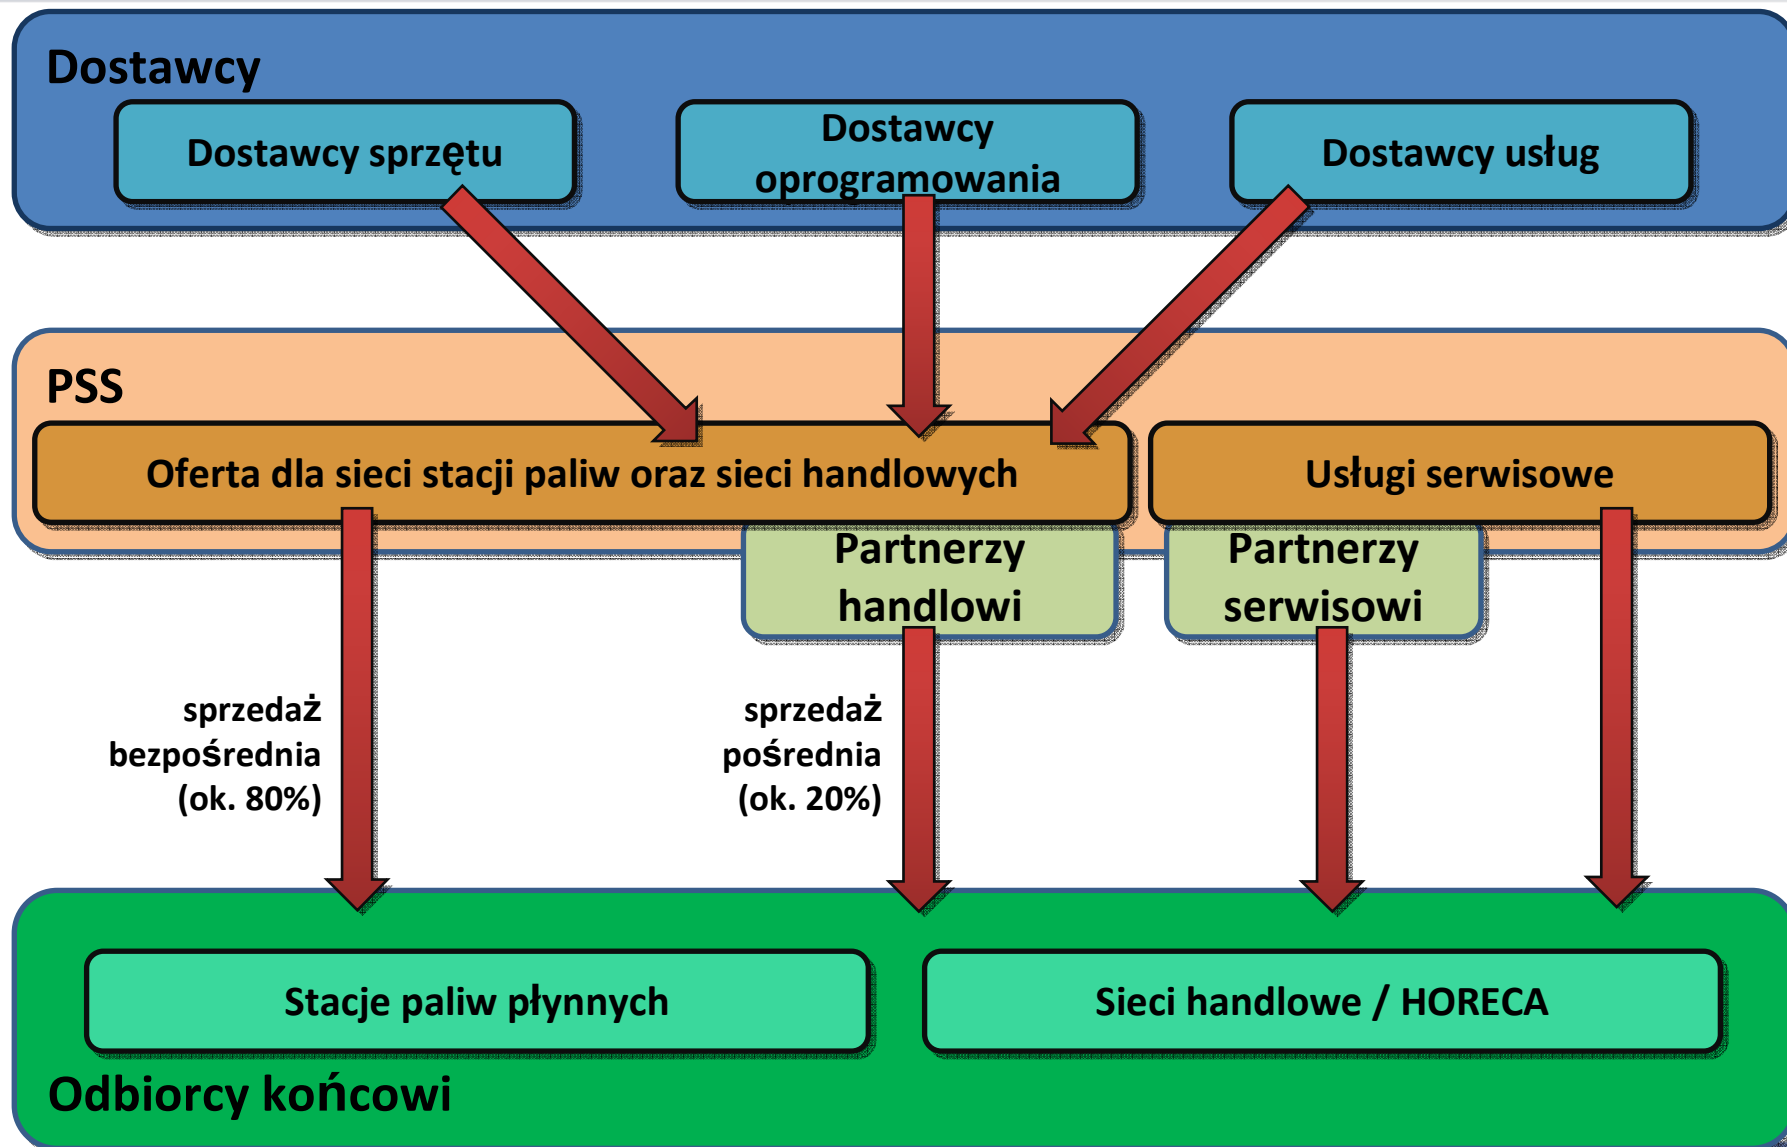 Dostawcy
Dostawcy sprzętu
Dostawcy
oprogramowania
Dostawcy usług
PSS
Oferta dla sieci stacji paliw oraz sieci handlowych
Usługi serwisowe
Partnerzy
handlowi
Partnerzy
serwisowi
sprzedaż
bezpośrednia
(ok. 80%)
sprzedaż
pośrednia
(ok. 20%)
Stacje paliw płynnych
Sieci handlowe / HORECA
Odbiorcy końcowi